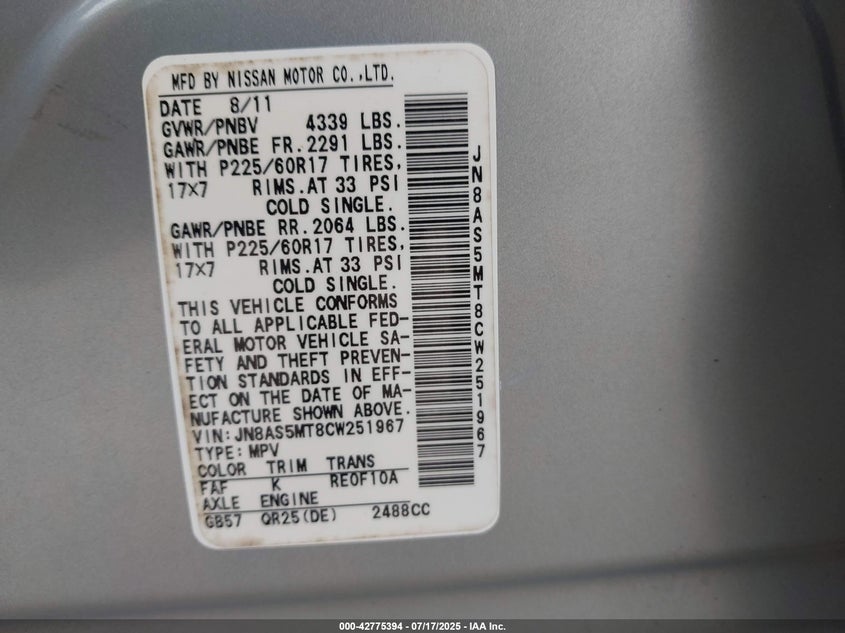 MFD BY NISSAN MOTOR CO.,LTD.
DATE 8/11
GVWR/PNBV 4339 LBS.
GAWR/PNBE FR. 2291 LBS.
WITH P225/60R17 TIRES,
17×7 RIMS.AT 33 PSI
COLD SINGLE.
GAWR/PNBE RR. 2064 LBS.
WITH P225/60R17 TIRES,
17×7 RIMS.AT 33 PSI
COLD SINGLE.
THIS VEHICLE CONFORMS
TO ALL APPLICABLE FED-
ERAL MOTOR VEHICLE SA-
FETY AND THEFT PREVEN-
TION STANDARDS IN EFF-
ECT ON THE DATE OF MA-
NUFACTURE SHOWN ABOVE.
VIN: JN8AS5MT8CW251967
TYPE: MPV
COLOR TRIM TRANS
FAF K RE0F10A
AXLE ENGINE
GB57 QR25(DE) 2488CC
JN8AS5MT8CW251967
000-42775394 - 07/17/2025 - IAA Inc.